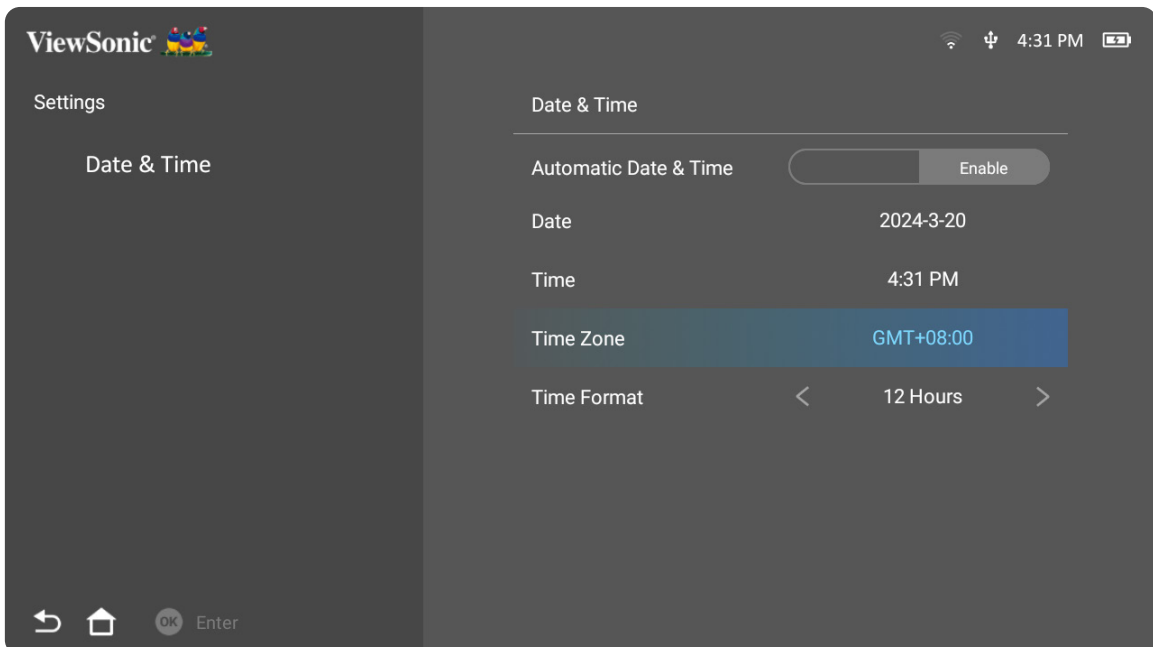 ViewSonic®
4:31 PM
Settings
Date & Time
Date & Time
Automatic Date & Time Enable
Date 2024-3-20
Time 4:31 PM
Time Zone GMT+08:00
Time Format < 12 Hours >
OK Enter